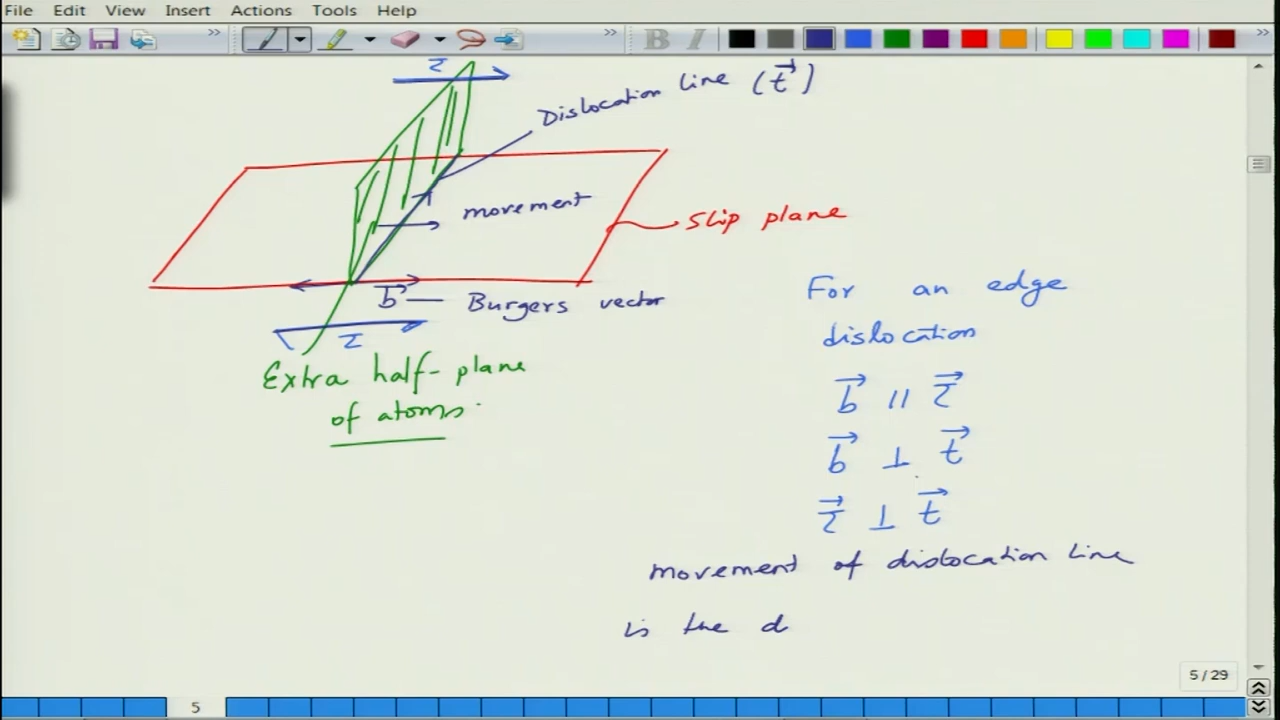 File Edit View Insert Actions Tools Help
B I
τ
Dislocation line (t⃗)
movement
Slip plane
b⃗ — Burgers vector
τ
Extra half-plane
of atoms.
For an edge
dislocation
b⃗ || τ⃗
b⃗ ⊥ t⃗
τ⃗ ⊥ t⃗
movement of dislocation line
is the d
5 / 29
5